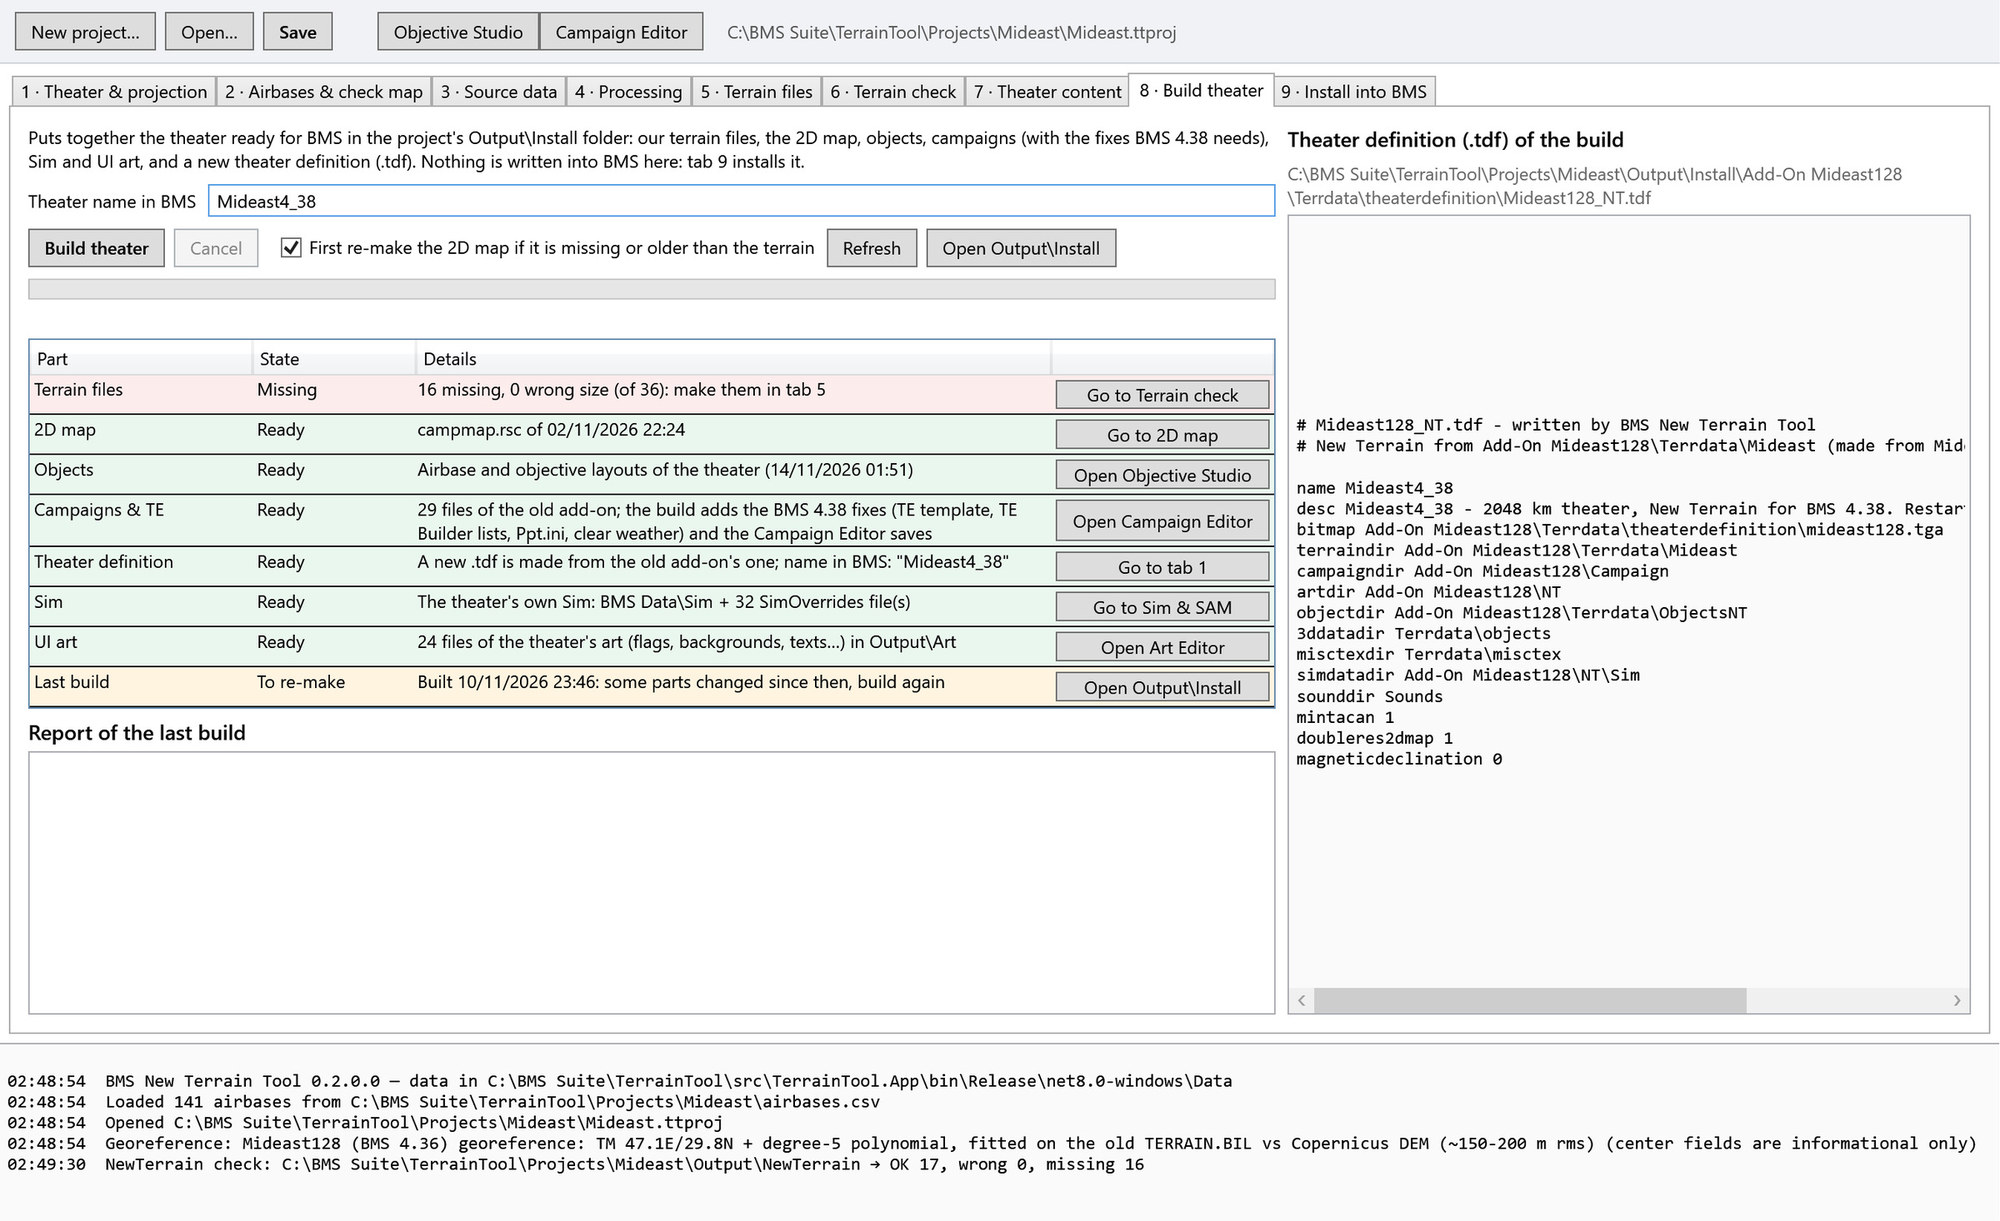 New project... Open... Save Objective Studio Campaign Editor C:\BMS Suite\TerrainTool\Projects\Mideast\Mideast.ttproj
1 · Theater & projection 2 · Airbases & check map 3 · Source data 4 · Processing 5 · Terrain files 6 · Terrain check 7 · Theater content 8 · Build theater 9 · Install into BMS
Puts together the theater ready for BMS in the project's Output\Install folder: our terrain files, the 2D map, objects, campaigns (with the fixes BMS 4.38 needs),
Sim and UI art, and a new theater definition (.tdf). Nothing is written into BMS here: tab 9 installs it.
Theater name in BMS Mideast4_38
Build theater Cancel First re-make the 2D map if it is missing or older than the terrain Refresh Open Output\Install
Part State Details
Terrain files Missing 16 missing, 0 wrong size (of 36): make them in tab 5 Go to Terrain check
2D map Ready campmap.rsc of 02/11/2026 22:24 Go to 2D map
Objects Ready Airbase and objective layouts of the theater (14/11/2026 01:51) Open Objective Studio
Campaigns & TE Ready 29 files of the old add-on; the build adds the BMS 4.38 fixes (TE template, TE
Builder lists, Ppt.ini, clear weather) and the Campaign Editor saves Open Campaign Editor
Theater definition Ready A new .tdf is made from the old add-on's one; name in BMS: "Mideast4_38" Go to tab 1
Sim Ready The theater's own Sim: BMS Data\Sim + 32 SimOverrides file(s) Go to Sim & SAM
UI art Ready 24 files of the theater's art (flags, backgrounds, texts...) in Output\Art Open Art Editor
Last build To re-make Built 10/11/2026 23:46: some parts changed since then, build again Open Output\Install
Report of the last build
Theater definition (.tdf) of the build
C:\BMS Suite\TerrainTool\Projects\Mideast\Output\Install\Add-On Mideast128
\Terrdata\theaterdefinition\Mideast128_NT.tdf
# Mideast128_NT.tdf - written by BMS New Terrain Tool
# New Terrain from Add-On Mideast128\Terrdata\Mideast (made from Mid
name Mideast4_38
desc Mideast4_38 - 2048 km theater, New Terrain for BMS 4.38. Restar
bitmap Add-On Mideast128\Terrdata\theaterdefinition\mideast128.tga
terraindir Add-On Mideast128\Terrdata\Mideast
campaigndir Add-On Mideast128\Campaign
artdir Add-On Mideast128\NT
objectdir Add-On Mideast128\Terrdata\ObjectsNT
3ddatadir Terrdata\objects
misctexdir Terrdata\misctex
simdatadir Add-On Mideast128\NT\Sim
sounddir Sounds
mintacan 1
doubleres2dmap 1
magneticdeclination 0
02:48:54 BMS New Terrain Tool 0.2.0.0 — data in C:\BMS Suite\TerrainTool\src\TerrainTool.App\bin\Release\net8.0-windows\Data
02:48:54 Loaded 141 airbases from C:\BMS Suite\TerrainTool\Projects\Mideast\airbases.csv
02:48:54 Opened C:\BMS Suite\TerrainTool\Projects\Mideast\Mideast.ttproj
02:48:54 Georeference: Mideast128 (BMS 4.36) georeference: TM 47.1E/29.8N + degree-5 polynomial, fitted on the old TERRAIN.BIL vs Copernicus DEM (~150-200 m rms) (center fields are informational only)
02:49:30 NewTerrain check: C:\BMS Suite\TerrainTool\Projects\Mideast\Output\NewTerrain → OK 17, wrong 0, missing 16